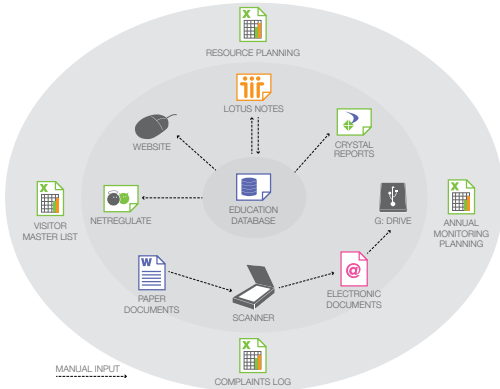 RESOURCE PLANNING
LOTUS NOTES
WEBSITE
CRYSTAL
REPORTS
EDUCATION
DATABASE
NETREGULATE
G: DRIVE
VISITOR
MASTER LIST
ANNUAL
MONITORING
PLANNING
W
PAPER
DOCUMENTS
SCANNER
@
ELECTRONIC
DOCUMENTS
MANUAL INPUT
COMPLAINTS LOG
X
X
X
X